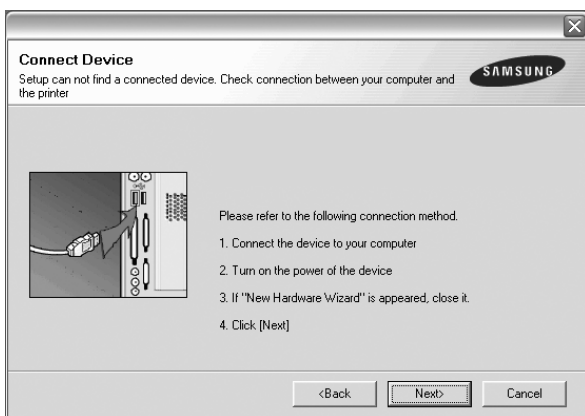 Connect Device
Setup can not find a connected device. Check connection between your computer and
the printer
SAMSUNG
Please refer to the following connection method.
1. Connect the device to your computer
2. Turn on the power of the device
3. If "New Hardware Wizard" is appeared, close it.
4. Click [Next]
<Back
Next>
Cancel